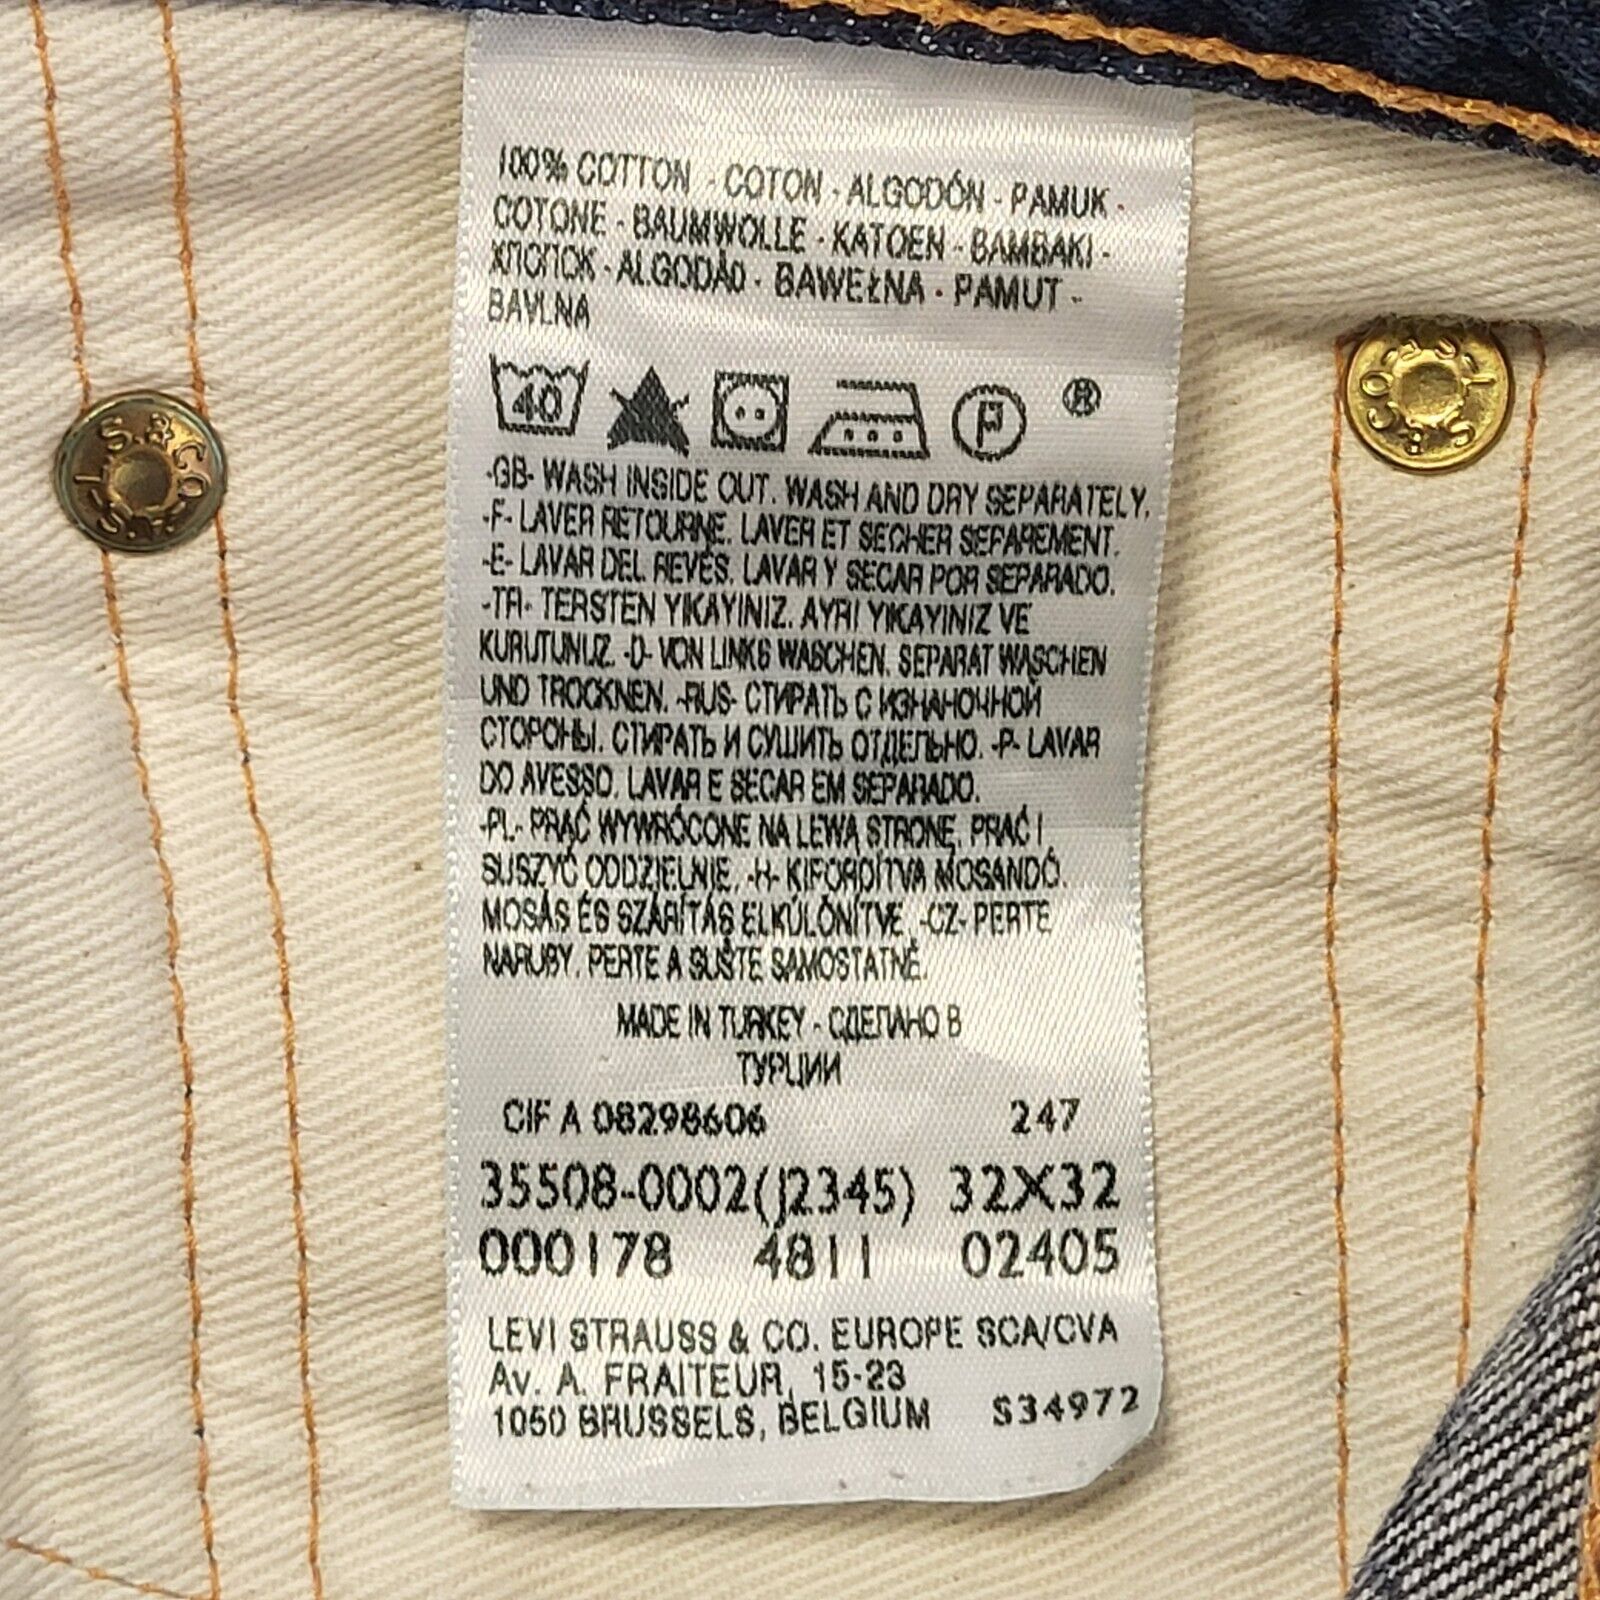 100% COTTON - COTON - ALGODÓN - PAMUK -
COTONE - BAUMWOLLE - KATOEN - BAMBAKI -
ХЛОПОК - ALGODÃO - BAWEŁNA - PAMUT -
BAVLNA
40 P ®
-GB- WASH INSIDE OUT. WASH AND DRY SEPARATELY.
-F- LAVER RETOURNE. LAVER ET SECHER SEPAREMENT.
-E- LAVAR DEL REVÉS. LAVAR Y SECAR POR SEPARADO.
-TR- TERSTEN YIKAYINIZ. AYRI YIKAYINIZ VE
KURUTUNUZ. -D- VON LINKS WASCHEN. SEPARAT WASCHEN
UND TROCKNEN. -RUS- СТИРАТЬ С ИЗНАНОЧНОЙ
СТОРОНЫ. СТИРАТЬ И СУШИТЬ ОТДЕЛЬНО. -P- LAVAR
DO AVESSO. LAVAR E SECAR EM SEPARADO.
-PL- PRAĆ WYWRÓCONE NA LEWĄ STRONĘ. PRAĆ I
SUSZYĆ ODDZIELNIE. -H- KIFORDÍTVA MOSANDÓ.
MOSÁS ÉS SZÁRÍTÁS ELKÜLÖNÍTVE. -CZ- PERTE
NARUBY. PERTE A SUŠTE SAMOSTATNĚ.
MADE IN TURKEY - СДЕЛАНО В
ТУРЦИИ
CIF A 08298606 247
35508-0002(J2345) 32X32
000178 4811 02405
LEVI STRAUSS & CO. EUROPE SCA/CVA
AV. A. FRAITEUR, 15-23
1050 BRUSSELS, BELGIUM S34972
L.S.&CO.
S.F.
L.S.&CO.